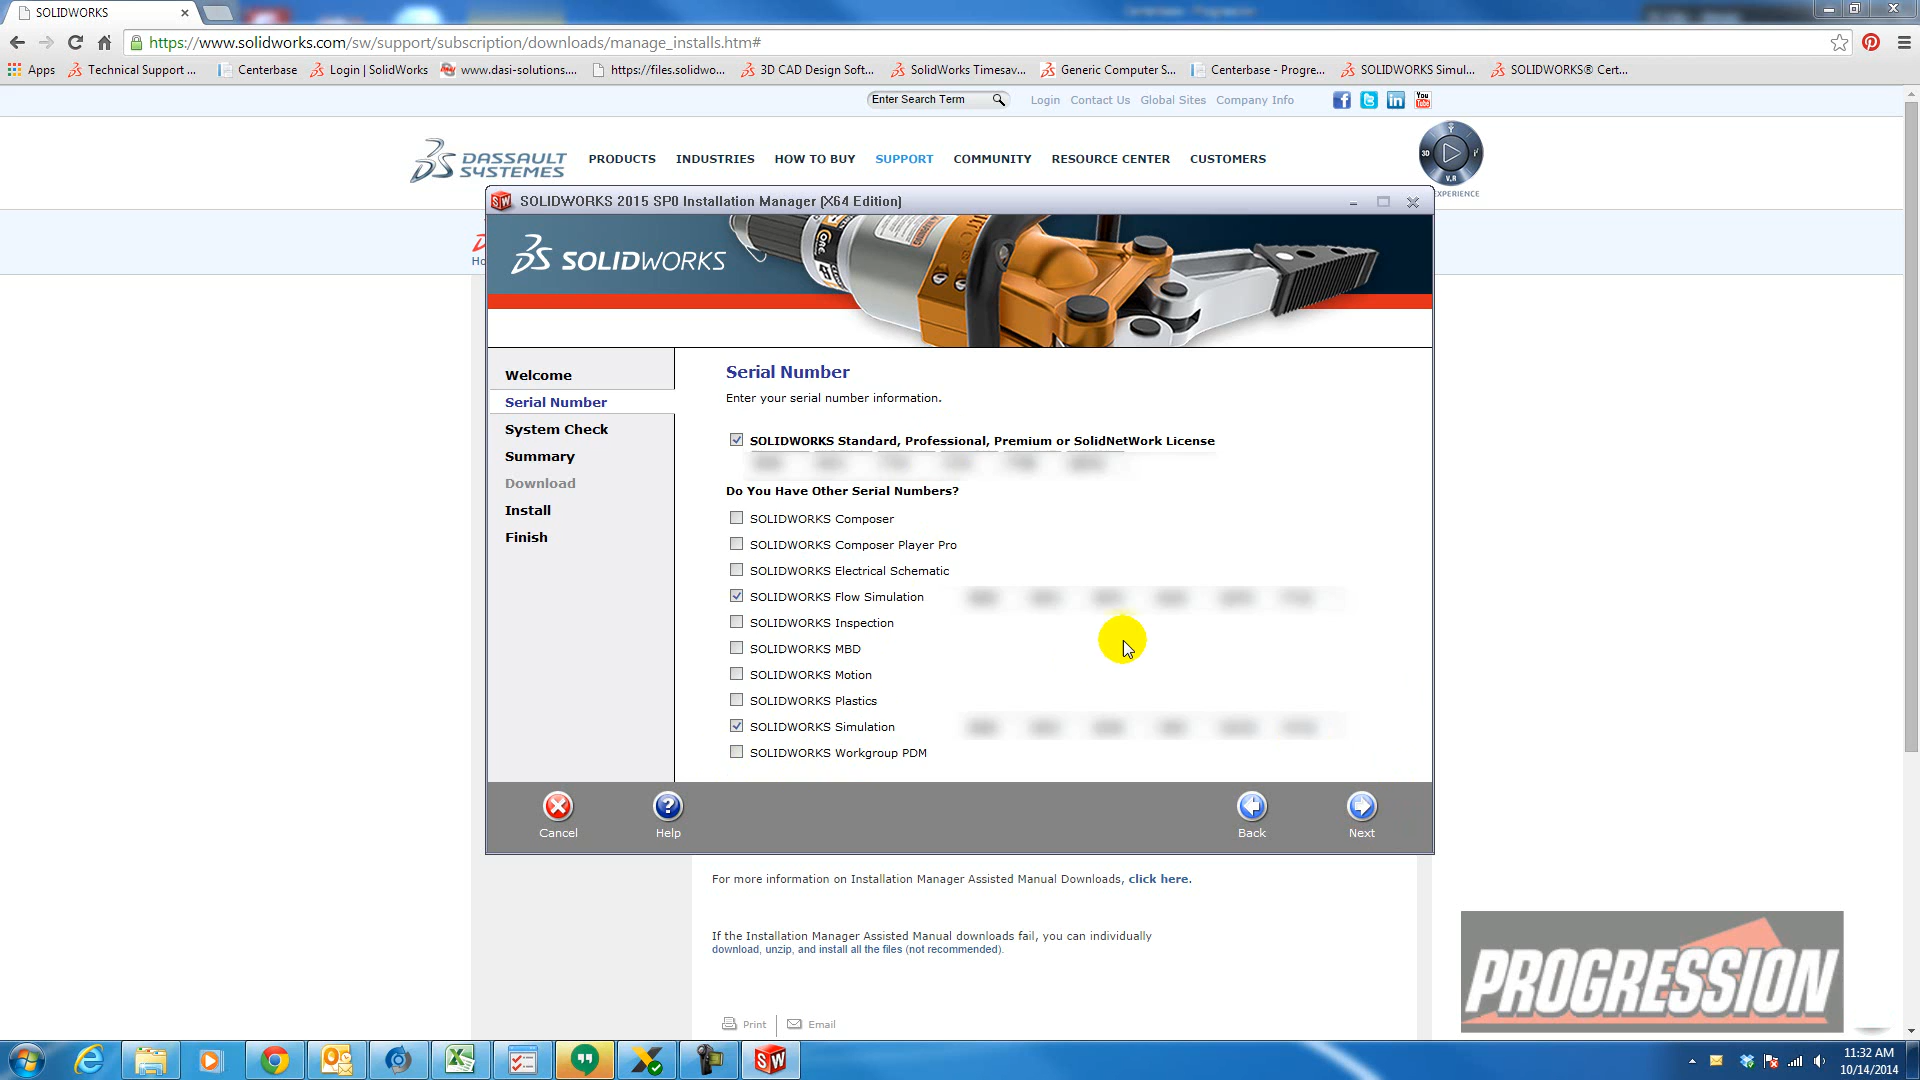 SOLIDWORKS
https://www.solidworks.com/sw/support/subscription/downloads/manage_installs.htm#
Apps
Technical Support ...
Centerbase
Login | SolidWorks
www.dasi-solutions....
https://files.solidwo...
3D CAD Design Soft...
SolidWorks Timesav...
Generic Computer S...
Centerbase - Progre...
SOLIDWORKS Simul...
SOLIDWORKS® Cert...
Enter Search Term
Login
Contact Us
Global Sites
Company Info
You
Tube
DASSAULT
SYSTEMES
PRODUCTS
INDUSTRIES
HOW TO BUY
SUPPORT
COMMUNITY
RESOURCE CENTER
CUSTOMERS
3D
V.R
XPERIENCE
SOLIDWORKS 2015 SP0 Installation Manager (X64 Edition)
Ho
SOLIDWORKS
Welcome
Serial Number
System Check
Summary
Download
Install
Finish
Serial Number
Enter your serial number information.
SOLIDWORKS Standard, Professional, Premium or SolidNetWork License
Do You Have Other Serial Numbers?
SOLIDWORKS Composer
SOLIDWORKS Composer Player Pro
SOLIDWORKS Electrical Schematic
SOLIDWORKS Flow Simulation
SOLIDWORKS Inspection
SOLIDWORKS MBD
SOLIDWORKS Motion
SOLIDWORKS Plastics
SOLIDWORKS Simulation
SOLIDWORKS Workgroup PDM
Cancel
Help
Back
Next
For more information on Installation Manager Assisted Manual Downloads, click here.
If the Installation Manager Assisted Manual downloads fail, you can individually
download, unzip, and install all the files (not recommended).
Print
Email
PROGRESSION
11:32 AM
10/14/2014